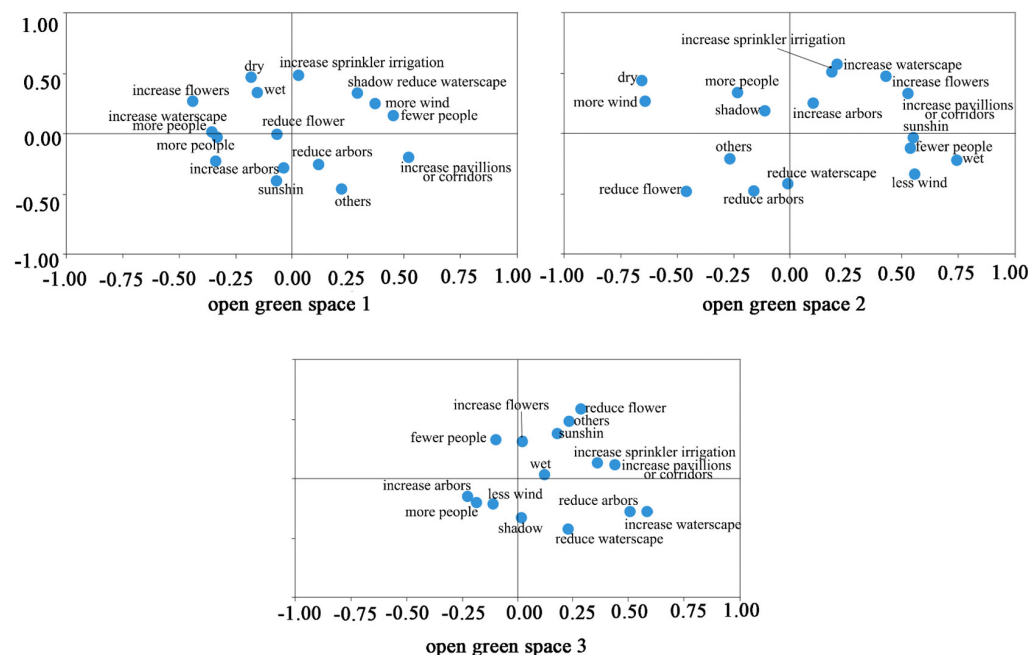 1.00
increase sprinkler irrigation
dry
0.50
wet
shadow reduce waterscape
increase flowers
more wind
fewer people
increase waterscape
more people
reduce flower
0.00
more peolple
reduce arbors
increase arbors
increase pavillions
or corridors
sunshin
others
-0.50
-1.00
-1.00 -0.75 -0.50 -0.25 0.00 0.25 0.50 0.75 1.00
open green space 1
increase sprinkler irrigation
increase waterscape
dry
more people
increase flowers
more wind
shadow
increase arbors
increase pavillions
or corridors
sunshin
others
fewer people
wet
reduce waterscape
less wind
reduce flower
reduce arbors
-1.00 -0.75 -0.50 -0.25 0.00 0.25 0.50 0.75 1.00
open green space 2
increase flowers
reduce flower
others
fewer people
sunshin
increase sprinkler irrigation
wet
increase pavillions
or corridors
increase arbors
less wind
reduce arbors
more people
shadow
increase waterscape
reduce waterscape
-1.00 -0.75 -0.50 -0.25 0.00 0.25 0.50 0.75 1.00
open green space 3